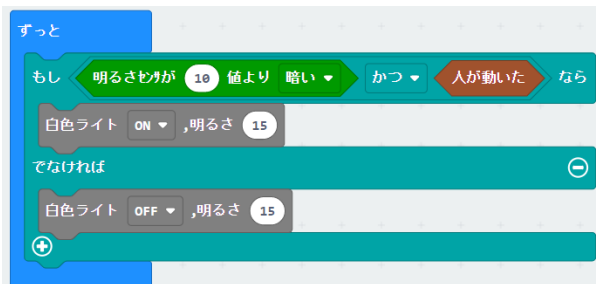 ずっと
もし 明るさセンサが 10 値より 暗い かつ 人が動いた なら
白色ライト ON ,明るさ 15
でなければ
白色ライト OFF ,明るさ 15